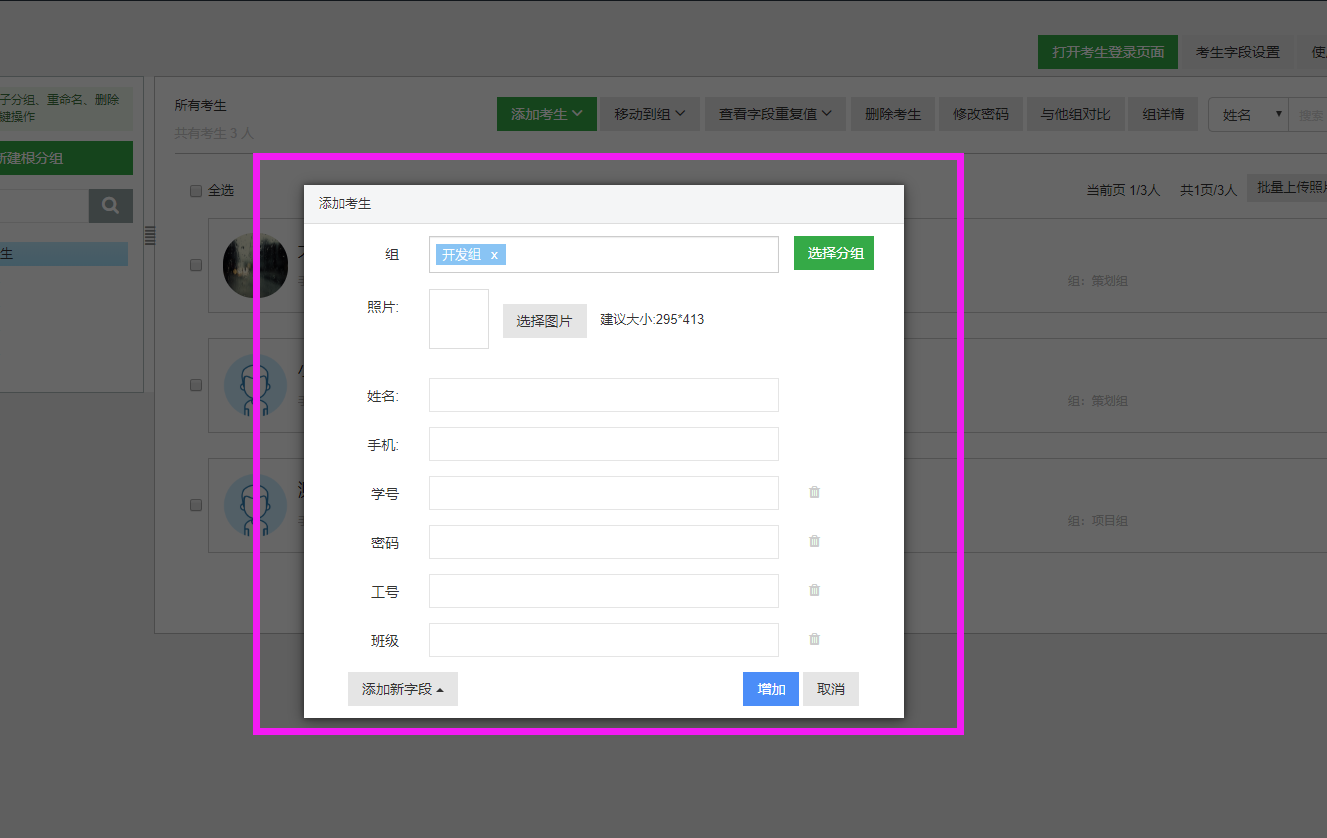 打开考生登录页面 考生字段设置 使
子分组、重命名、删除
键操作
新建根分组
生
所有考生
共有考生 3 人
添加考生 移动到组 查看字段重复值 删除考生 修改密码 与他组对比 组详情 姓名 搜索
全选
当前页 1/3人 共1页/3人 批量上传照片
组：策划组
组：策划组
组：项目组
添加考生
组 开发组 x 选择分组
照片: 选择图片 建议大小:295*413
姓名:
手机:
学号
密码
工号
班级
添加新字段 增加 取消